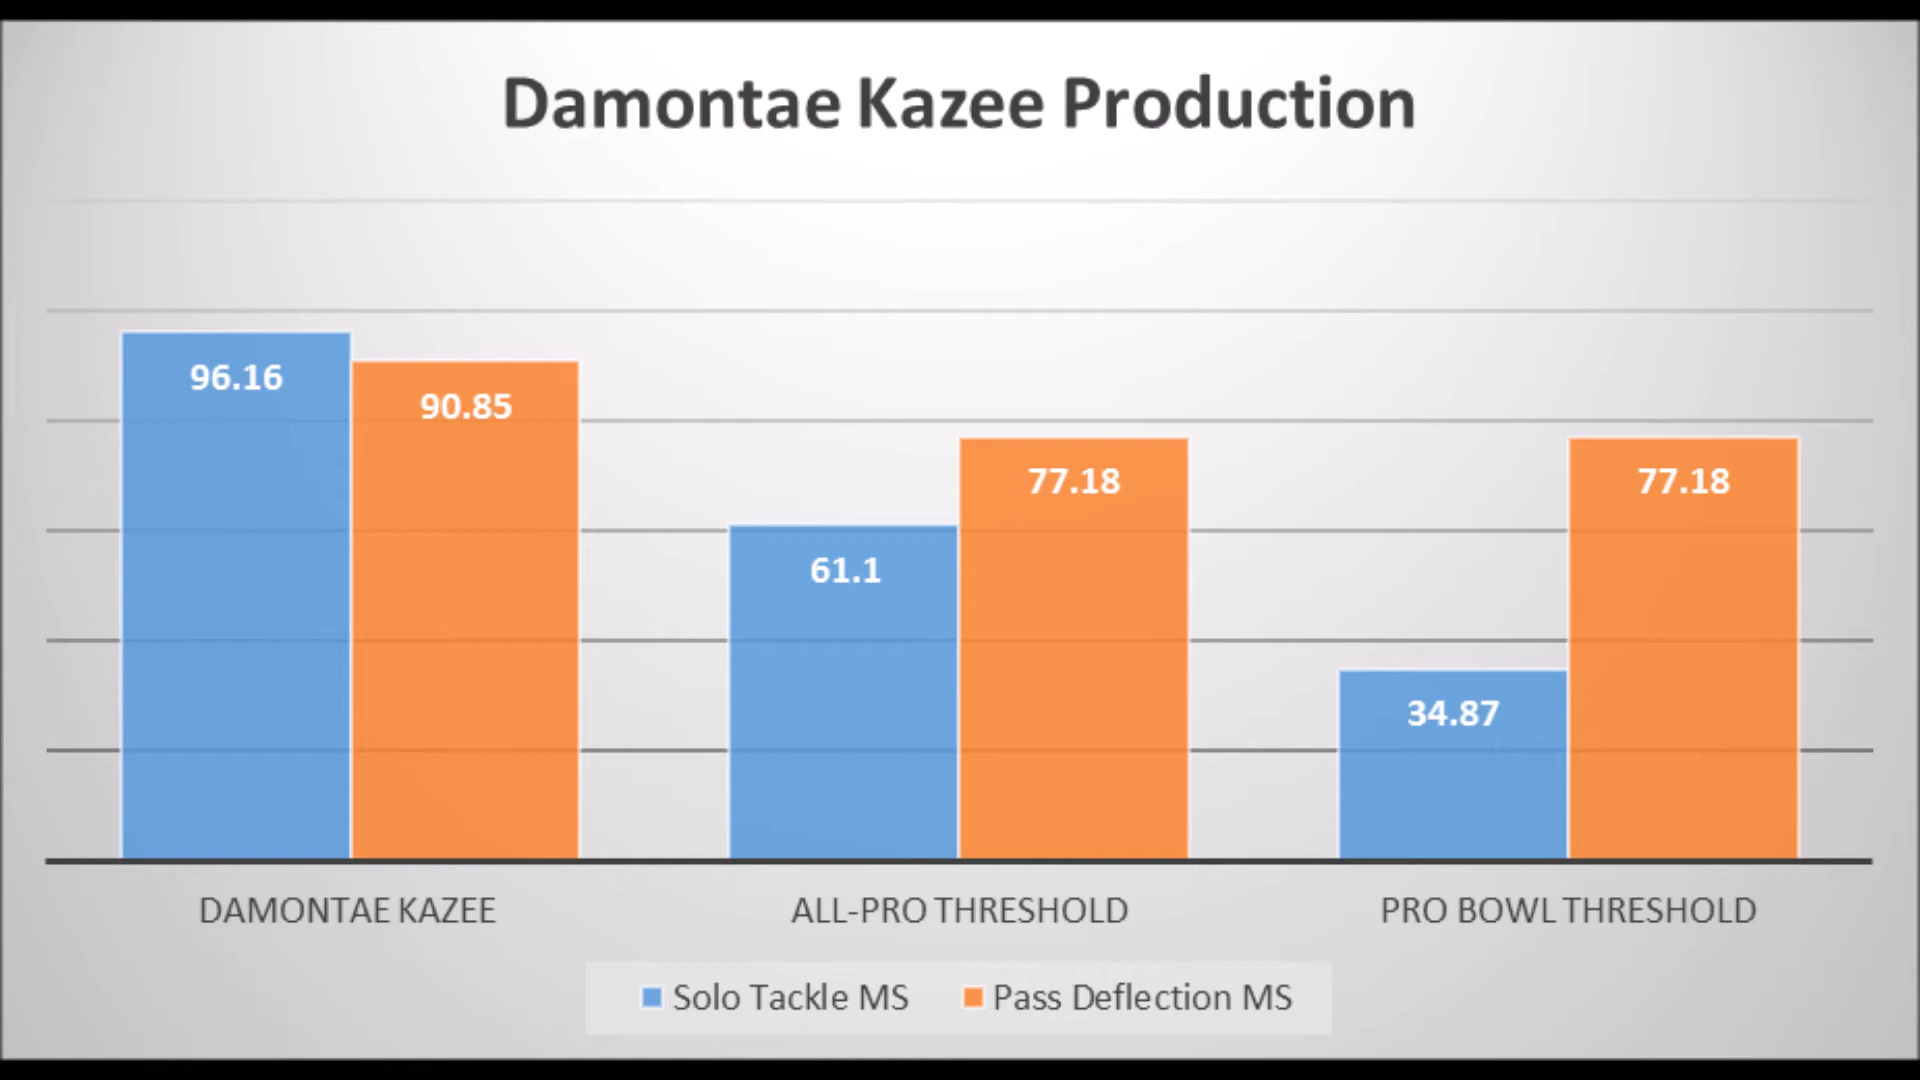 Damontae Kazee Production
96.16
90.85
61.1
77.18
34.87
77.18
DAMONTAE KAZEE
ALL-PRO THRESHOLD
PRO BOWL THRESHOLD
Solo Tackle MS
Pass Deflection MS